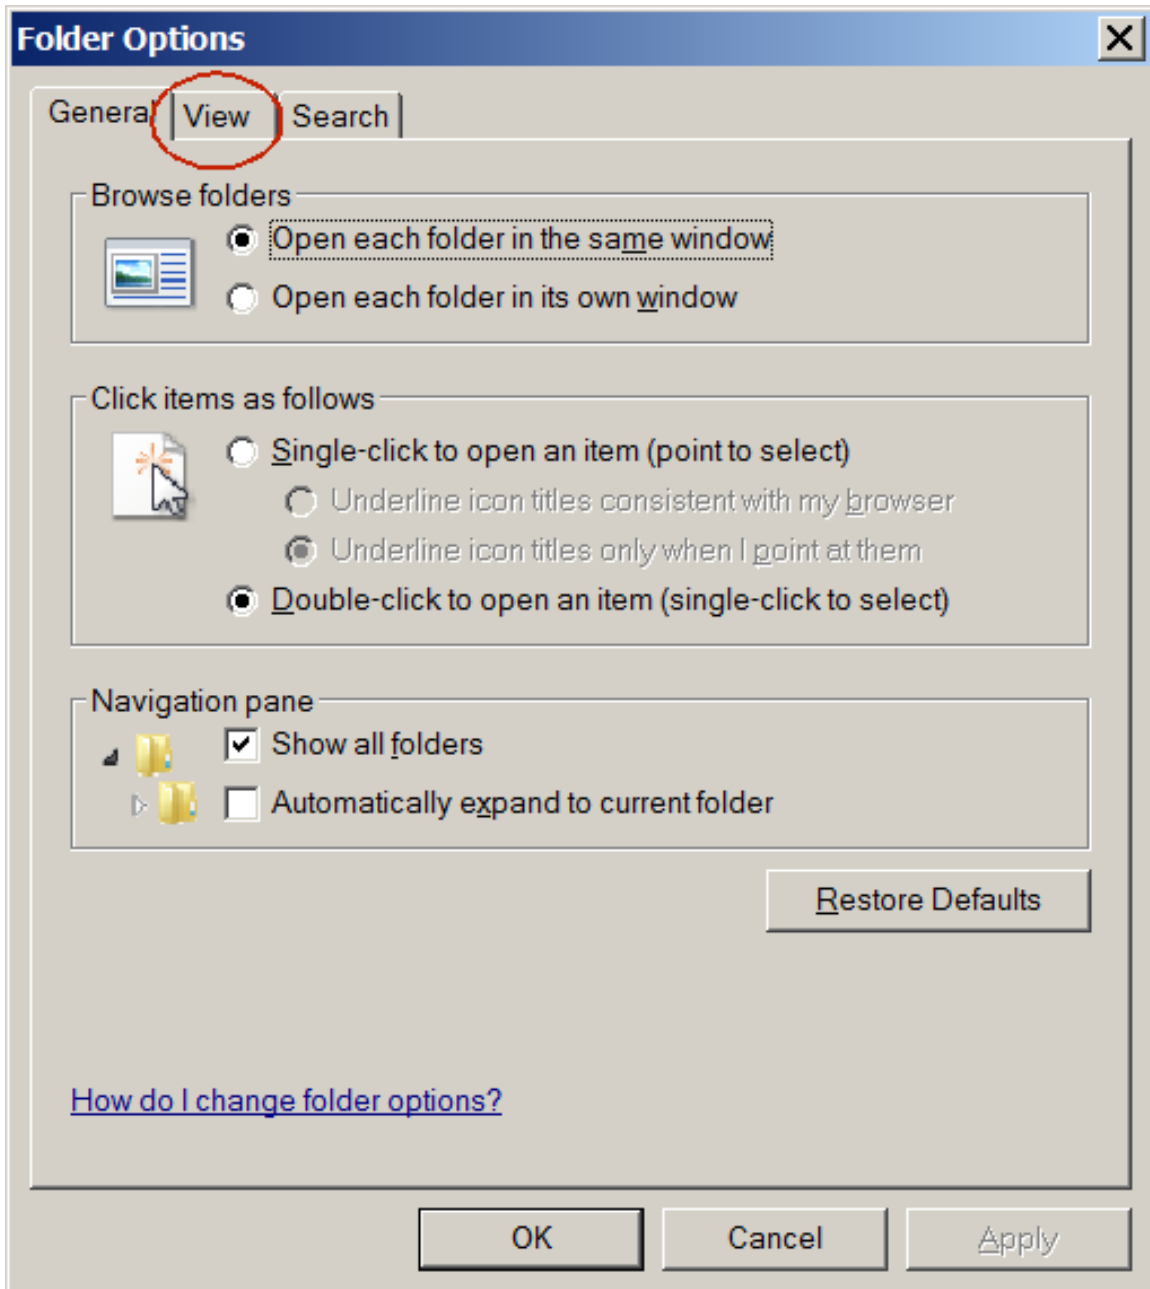 Folder Options
General View Search
Browse folders
Open each folder in the same window
Open each folder in its own window
Click items as follows
Single-click to open an item (point to select)
Underline icon titles consistent with my browser
Underline icon titles only when I point at them
Double-click to open an item (single-click to select)
Navigation pane
Show all folders
Automatically expand to current folder
Restore Defaults
How do I change folder options?
OK Cancel Apply